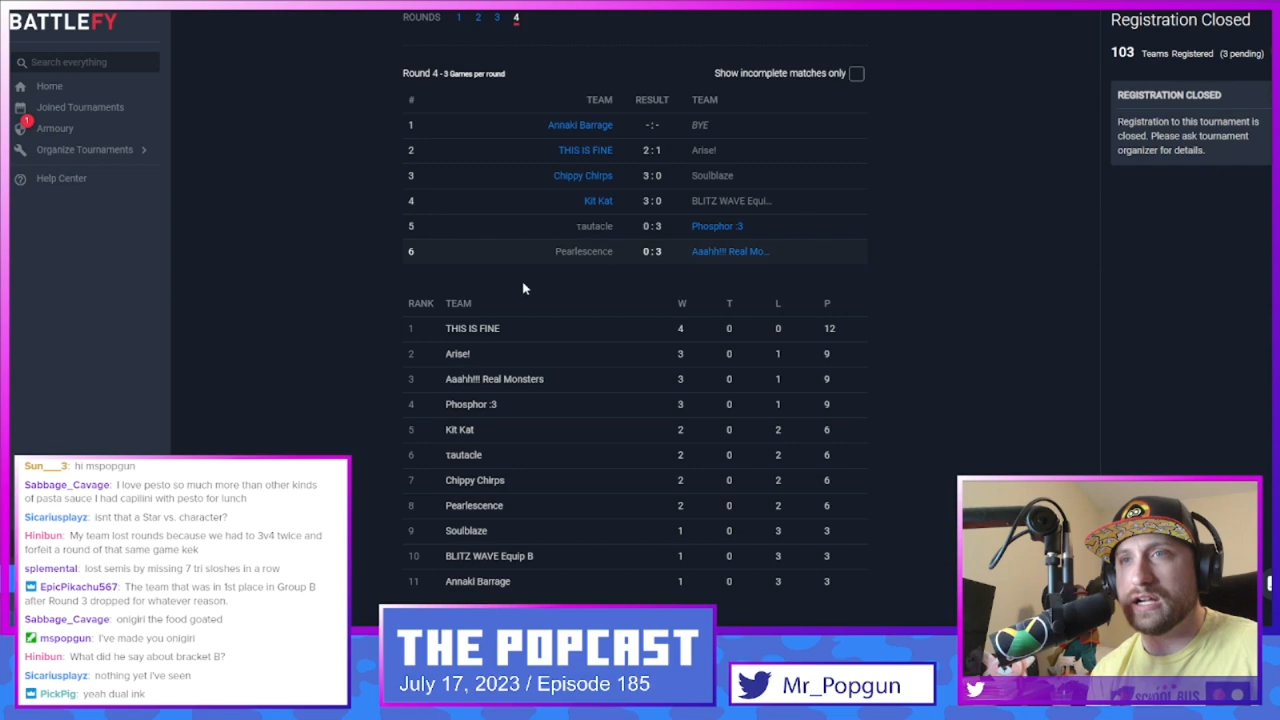 BATTLEFY
Search everything
Home
Joined Tournaments
1
Armoury
Organize Tournaments
Help Center
ROUNDS 1 2 3 4
Round 4 - 3 Games per round
Show incomplete matches only
# TEAM RESULT TEAM
1 Annaki Barrage -:- BYE
2 THIS IS FINE 2:1 Arise!
3 Chippy Chirps 3:0 Soulblaze
4 Kit Kat 3:0 BLITZ WAVE Equi...
5 τautacle 0:3 Phosphor :3
6 Pearlescence 0:3 Aaahh!!! Real Mo...
RANK TEAM W T L P
1 THIS IS FINE 4 0 0 12
2 Arise! 3 0 1 9
3 Aaahh!!! Real Monsters 3 0 1 9
4 Phosphor :3 3 0 1 9
5 Kit Kat 2 0 2 6
6 τautacle 2 0 2 6
7 Chippy Chirps 2 0 2 6
8 Pearlescence 2 0 2 6
9 Soulblaze 1 0 3 3
10 BLITZ WAVE Equip B 1 0 3 3
11 Annaki Barrage 1 0 3 3
Registration Closed
103 Teams Registered (3 pending)
REGISTRATION CLOSED
Registration to this tournament is
closed. Please ask tournament
organizer for details.
Sun___3: hi mspopgun
Sabbage_Cavage: I love pesto so much more than other kinds
of pasta sauce I had capilini with pesto for lunch
Sicariusplayz: isnt that a Star vs. character?
Hinibun: My team lost rounds because we had to 3v4 twice and
forfeit a round of that same game kek
splemental: lost semis by missing 7 tri sloshes in a row
EpicPikachu567: The team that was in 1st place in Group B
after Round 3 dropped for whatever reason.
Sabbage_Cavage: onigiri the food goated
mspopgun: I've made you onigiri
Hinibun: What did he say about bracket B?
Sicariusplayz: nothing yet i've seen
PickPig: yeah dual ink
THE POPCAST
July 17, 2023 / Episode 185
Mr_Popgun
SCHOOL BUS